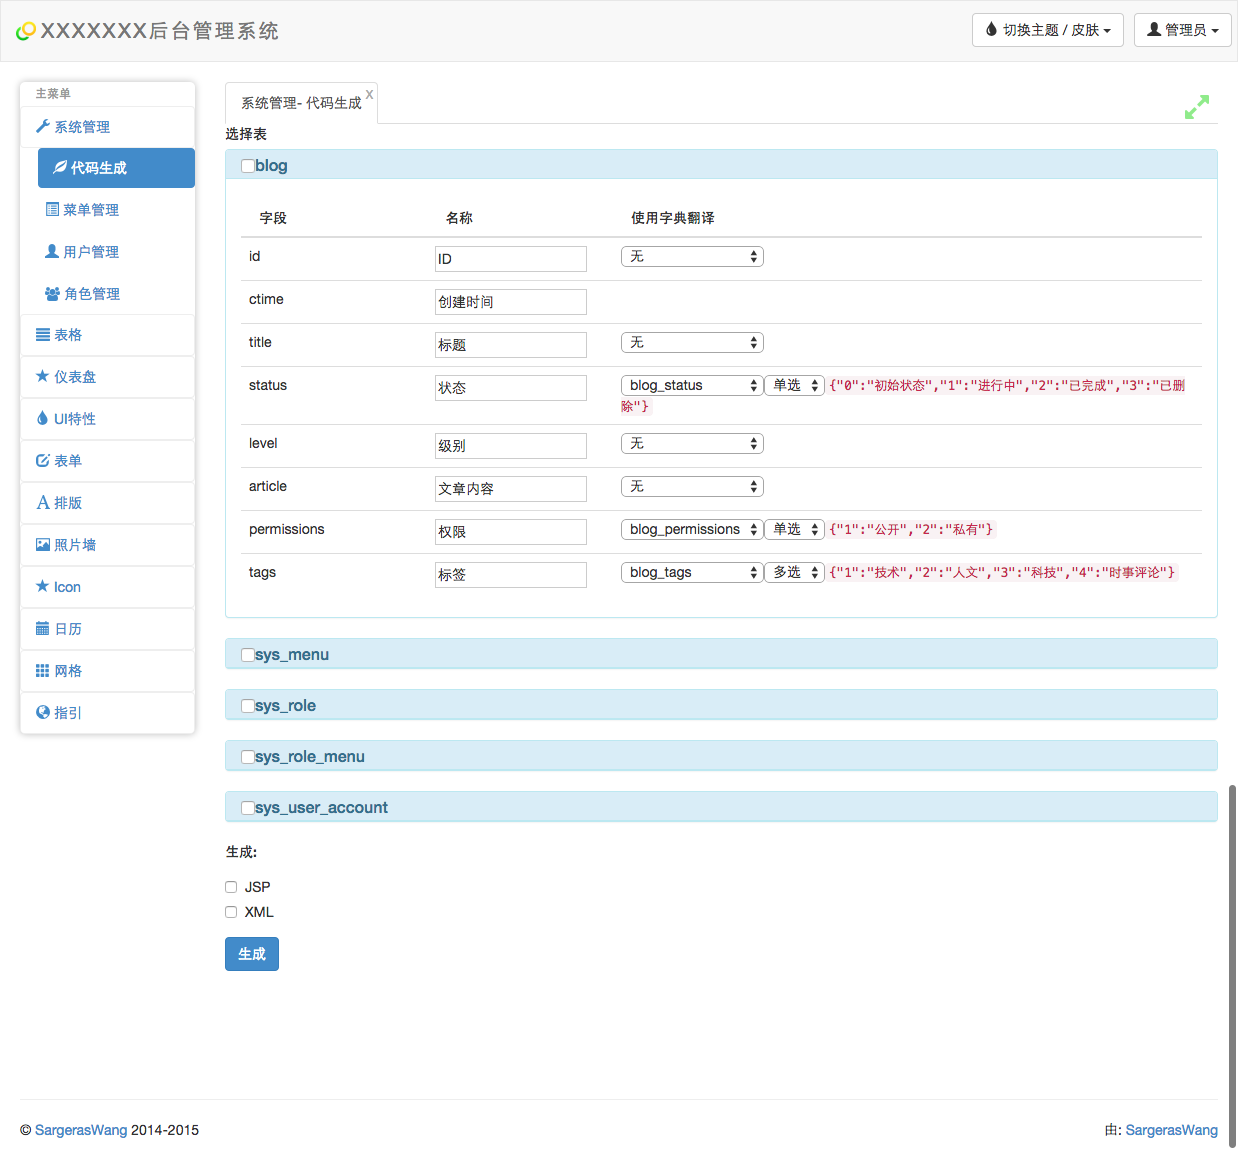 XXXXXXX后台管理系统
切换主题 / 皮肤
管理员
主菜单
系统管理
代码生成
菜单管理
用户管理
角色管理
表格
仪表盘
UI特性
表单
排版
照片墙
Icon
日历
网格
指引
系统管理- 代码生成 X
选择表
blog
字段 名称 使用字典翻译
id ID 无
ctime 创建时间
title 标题 无
status 状态 blog_status 单选 {"0":"初始状态","1":"进行中","2":"已完成","3":"已删
除"}
level 级别 无
article 文章内容 无
permissions 权限 blog_permissions 单选 {"1":"公开","2":"私有"}
tags 标签 blog_tags 多选 {"1":"技术","2":"人文","3":"科技","4":"时事评论"}
sys_menu
sys_role
sys_role_menu
sys_user_account
生成:
JSP
XML
生成
© SargerasWang 2014-2015
由: SargerasWang